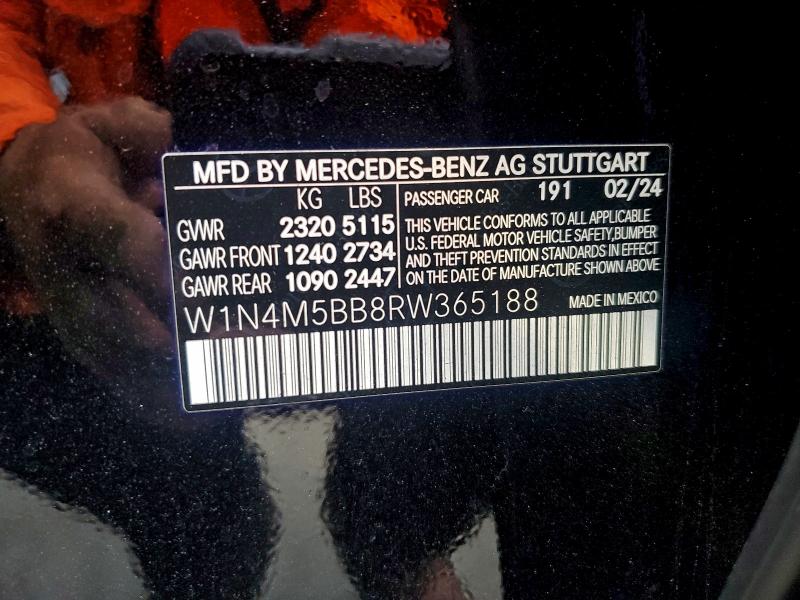 MFD BY MERCEDES-BENZ AG STUTTGART
KG LBS
GVWR 2320 5115
GAWR FRONT 1240 2734
GAWR REAR 1090 2447
PASSENGER CAR 191 02/24
THIS VEHICLE CONFORMS TO ALL APPLICABLE
U.S. FEDERAL MOTOR VEHICLE SAFETY,BUMPER
AND THEFT PREVENTION STANDARDS IN EFFECT
ON THE DATE OF MANUFACTURE SHOWN ABOVE
W1N4M5BB8RW365188 MADE IN MEXICO